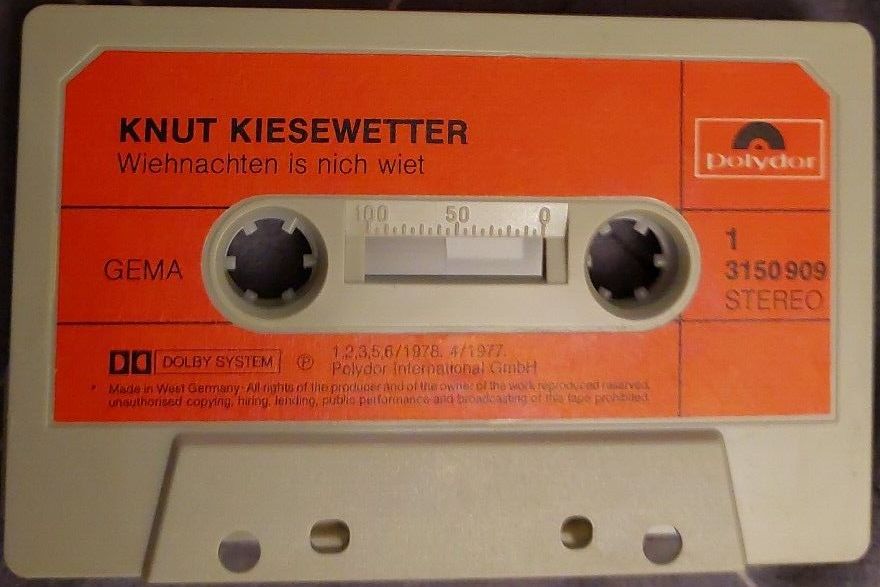 KNUT KIESEWETTER
Wiehnachten is nich wiet
polydor
100 50 0
GEMA
1
3150 909
STEREO
DOLBY SYSTEM ℗ 1,2,3,5,6/1978. 4/1977.
Polydor International GmbH
* Made in West Germany · All rights of the producer and of the owner of the work reproduced reserved,
unauthorised copying, hiring, lending, public performance and broadcasting of this tape prohibited.